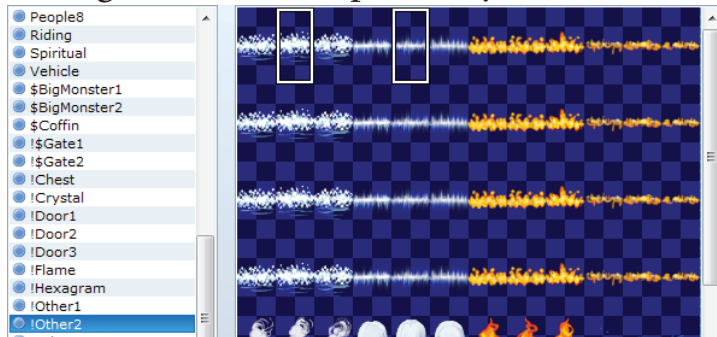 People8
Riding
Spiritual
Vehicle
$BigMonster1
$BigMonster2
$Coffin
!$Gate1
!$Gate2
!Chest
!Crystal
!Door1
!Door2
!Door3
!Flame
!Hexagram
!Other1
!Other2